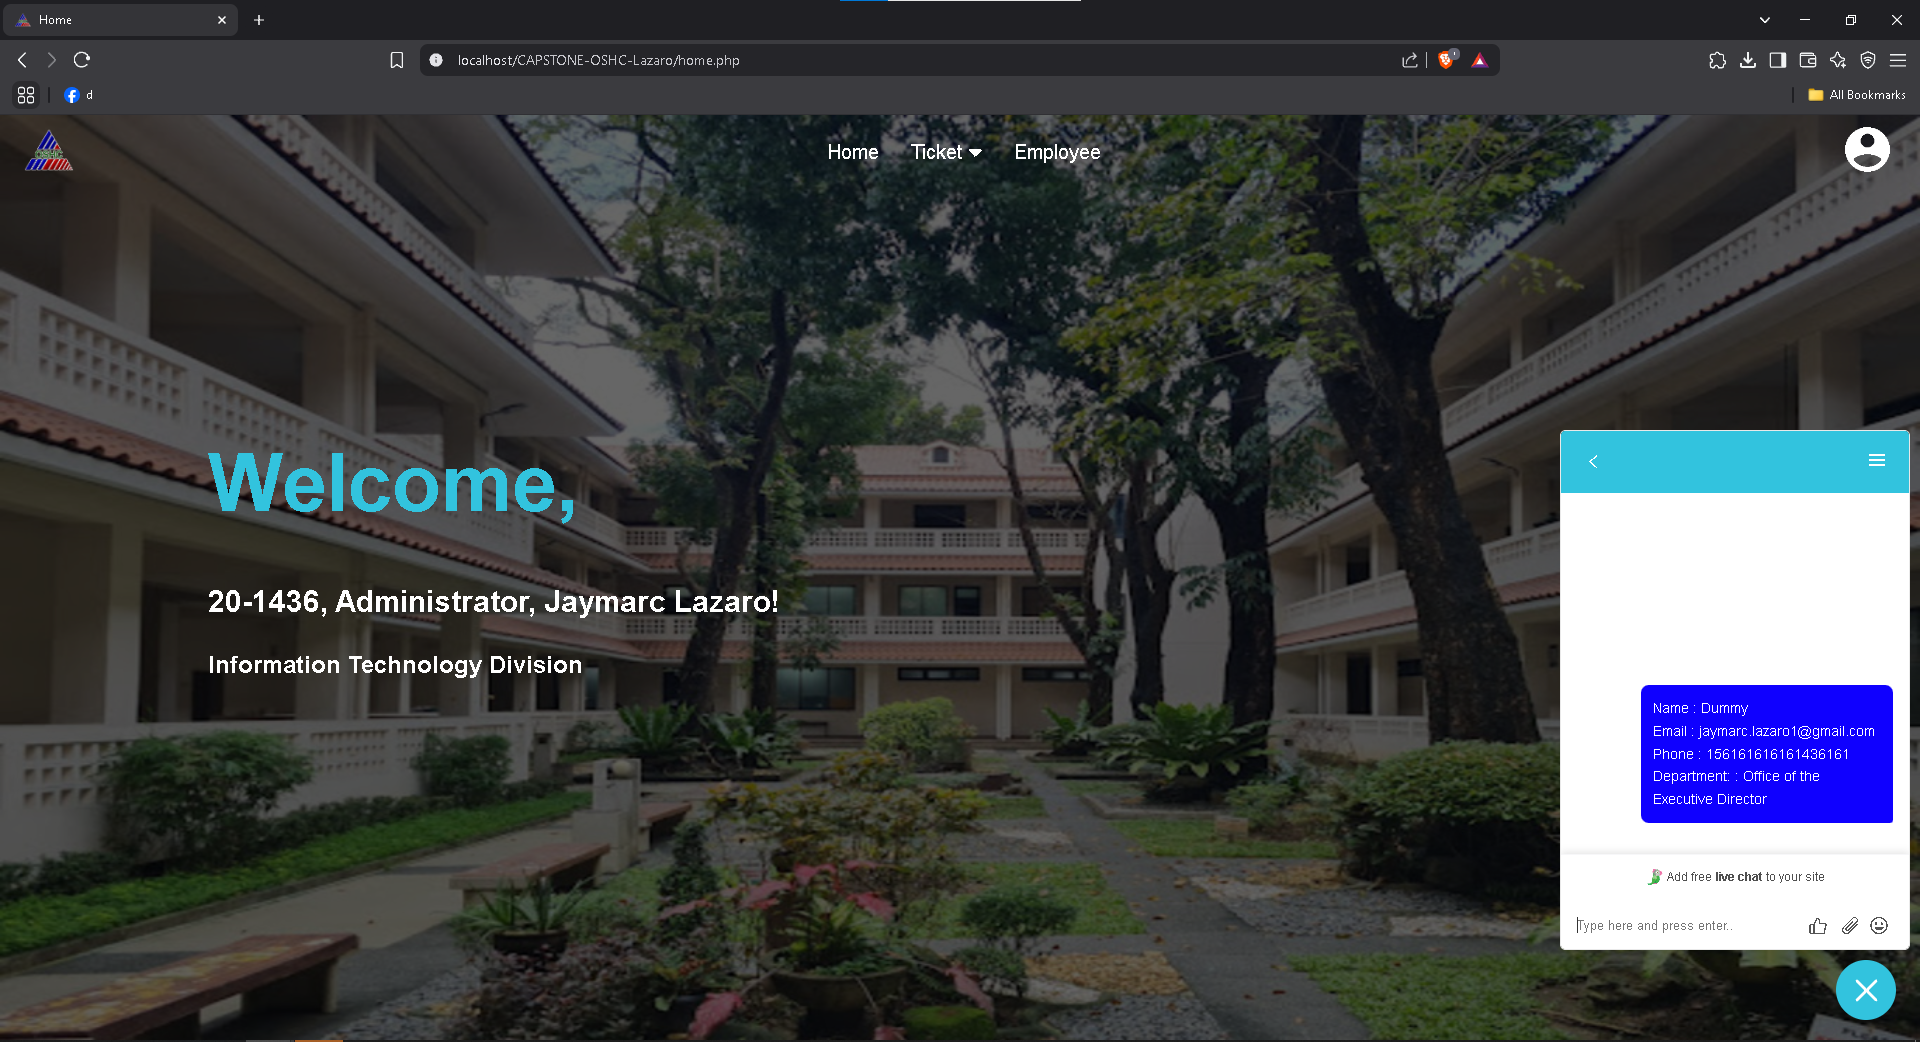 Home
localhost/CAPSTONE-OSHC-Lazaro/home.php
d
All Bookmarks
OSHC
Home Ticket Employee
Welcome,
20-1436, Administrator, Jaymarc Lazaro!
Information Technology Division
Name : Dummy
Email : jaymarc.lazaro1@gmail.com
Phone : 156161616161436161
Department: : Office of the
Executive Director
Add free live chat to your site
Type here and press enter..